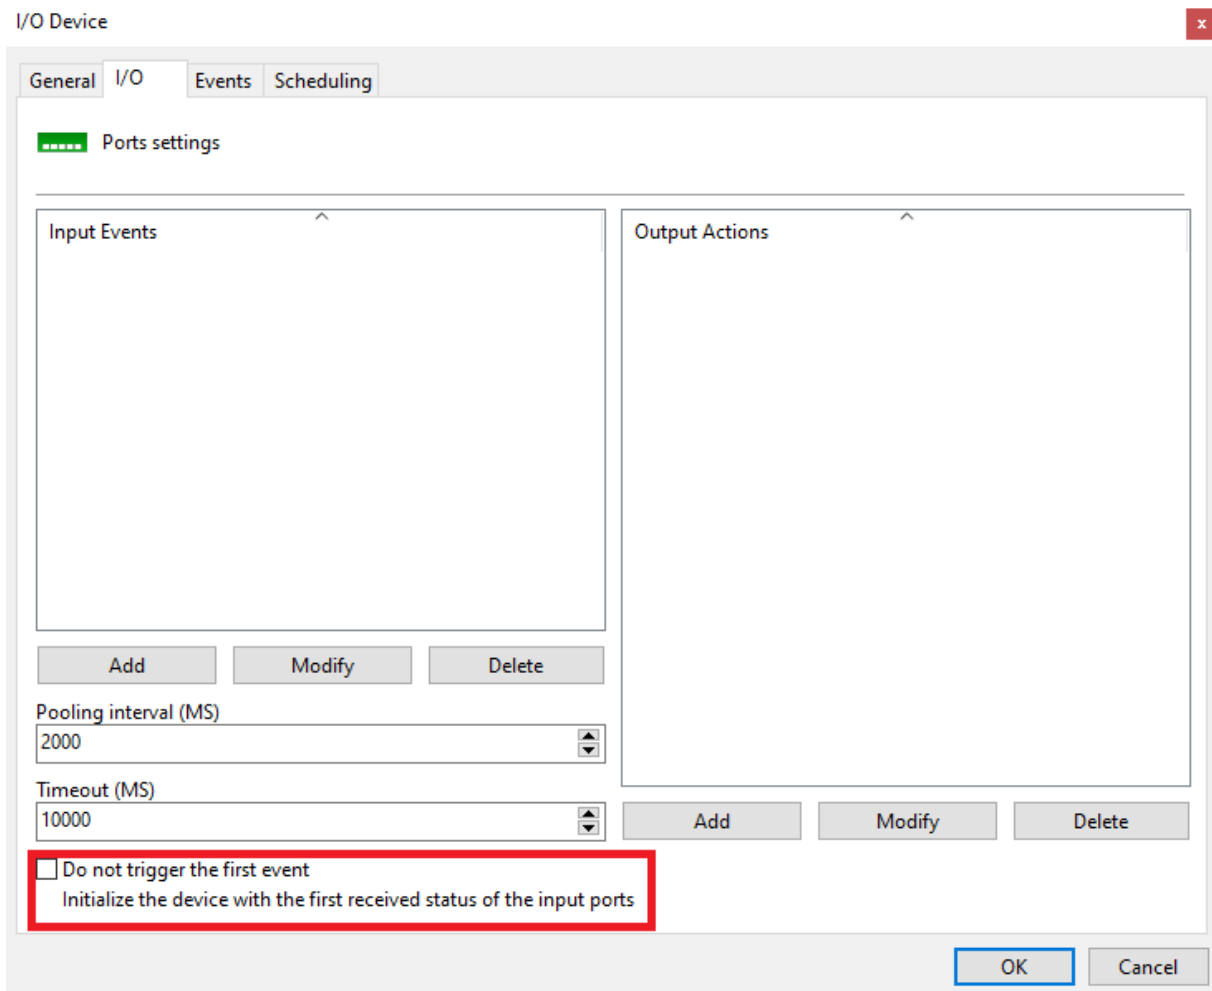 I/O Device
x
General I/O Events Scheduling
Ports settings
Input Events
Output Actions
Add Modify Delete
Pooling interval (MS)
2000
Timeout (MS)
10000
Add Modify Delete
Do not trigger the first event
Initialize the device with the first received status of the input ports
OK Cancel